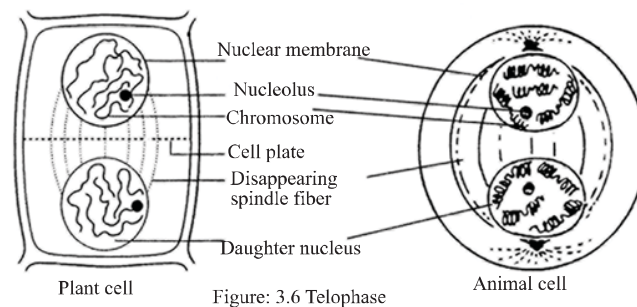 Nuclear membrane
Nucleolus
Chromosome
Cell plate
Disappearing
spindle fiber
Daughter nucleus
Plant cell
Figure: 3.6 Telophase
Animal cell